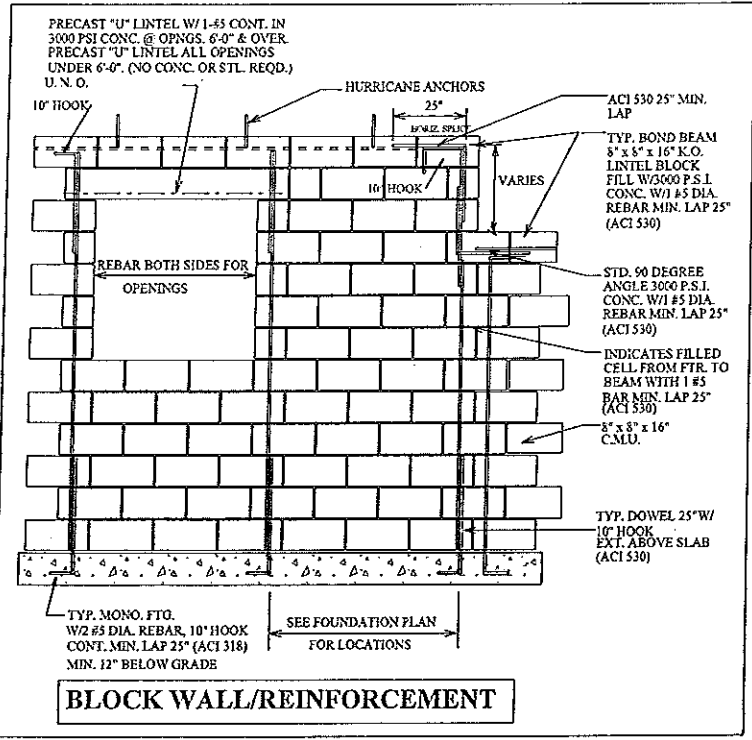 PRECAST "U" LINTEL W/ 1-#5 CONT. IN
3000 PSI CONC. @ OPNGS. 6'-0" & OVER
PRECAST "U" LINTEL ALL OPENINGS
UNDER 6'-0". (NO CONC. OR STL. REQD.)
U. N. O.
10" HOOK
HURRICANE ANCHORS
25"
HORIZ. SPLICE
10" HOOK
VARIES
ACI 530 25" MIN.
LAP
TYP. BOND BEAM
8" x 8" x 16" K.O.
LINTEL BLOCK
FILL W/3000 P.S.I.
CONC. W/1 #5 DIA.
REBAR MIN. LAP 25"
(ACI 530)
REBAR BOTH SIDES FOR
OPENINGS
STD. 90 DEGREE
ANGLE 3000 P.S.I.
CONC. W/1 #5 DIA.
REBAR MIN. LAP 25"
(ACI 530)
INDICATES FILLED
CELL FROM FTR. TO
BEAM WITH 1 #5
BAR MIN. LAP 25"
(ACI 530)
8" x 8" x 16"
C.M.U.
TYP. DOWEL 25" W/
10" HOOK
EXT. ABOVE SLAB
(ACI 530)
TYP. MONO. FTG.
W/2 #5 DIA. REBAR, 10" HOOK
CONT. MIN. LAP 25" (ACI 318)
MIN. 12" BELOW GRADE
SEE FOUNDATION PLAN
FOR LOCATIONS
BLOCK WALL/REINFORCEMENT